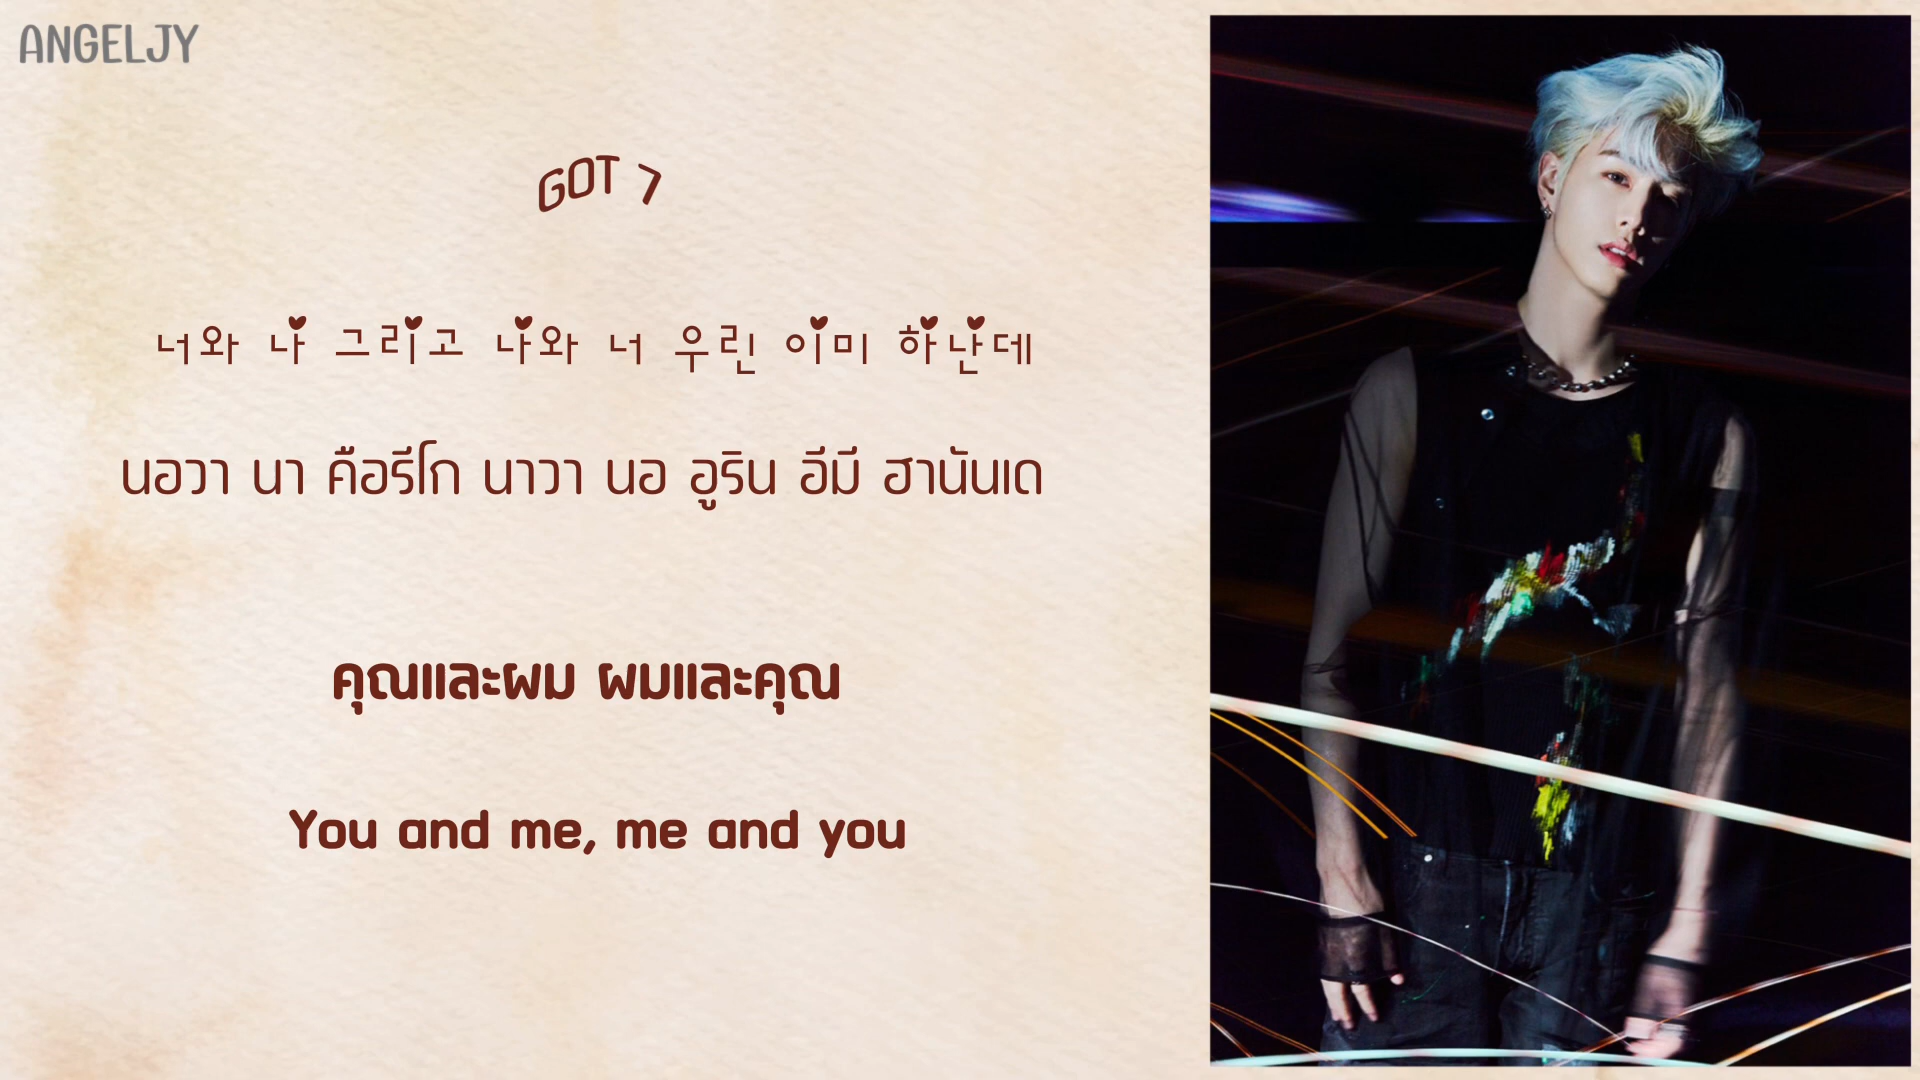 ANGELJY
GOT 7
너와 나 그리고 나와 너 우린 이미 하난데
นอวา นา คือรีโก นาวา นอ อูริน อีมี ฮานันเด
คุณและผม ผมและคุณ
You and me, me and you